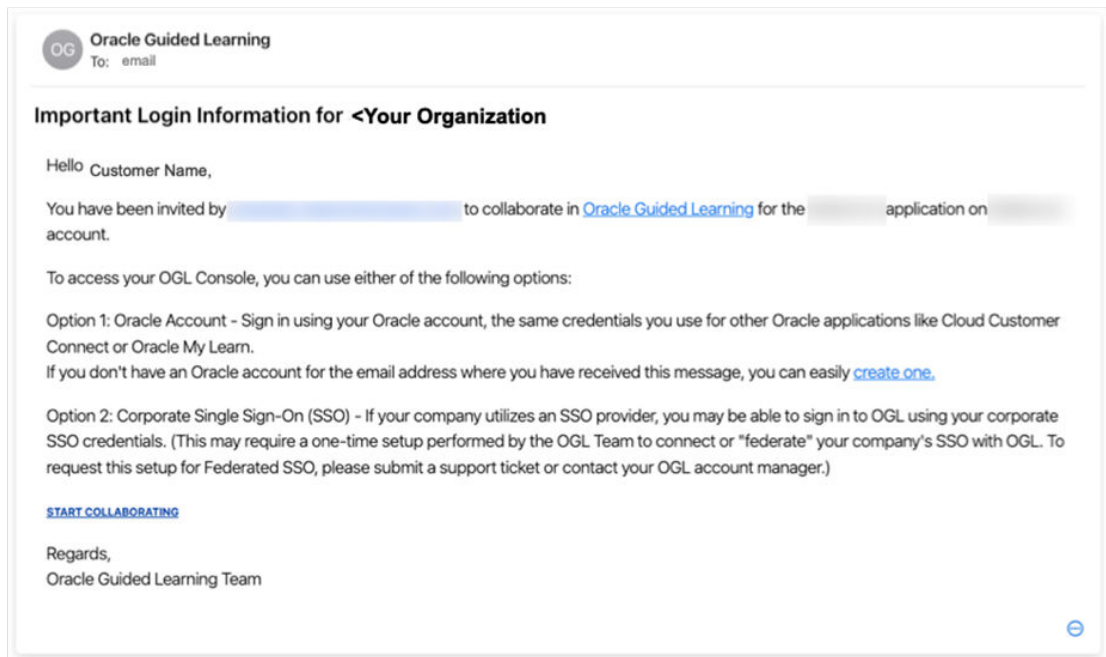 OG
Oracle Guided Learning
To: email
Important Login Information for <Your Organization
Hello Customer Name,
You have been invited by to collaborate in Oracle Guided Learning for the application on
account.
To access your OGL Console, you can use either of the following options:
Option 1: Oracle Account - Sign in using your Oracle account, the same credentials you use for other Oracle applications like Cloud Customer
Connect or Oracle My Learn.
If you don't have an Oracle account for the email address where you have received this message, you can easily create one.
Option 2: Corporate Single Sign-On (SSO) - If your company utilizes an SSO provider, you may be able to sign in to OGL using your corporate
SSO credentials. (This may require a one-time setup performed by the OGL Team to connect or "federate" your company's SSO with OGL. To
request this setup for Federated SSO, please submit a support ticket or contact your OGL account manager.)
START COLLABORATING
Regards,
Oracle Guided Learning Team